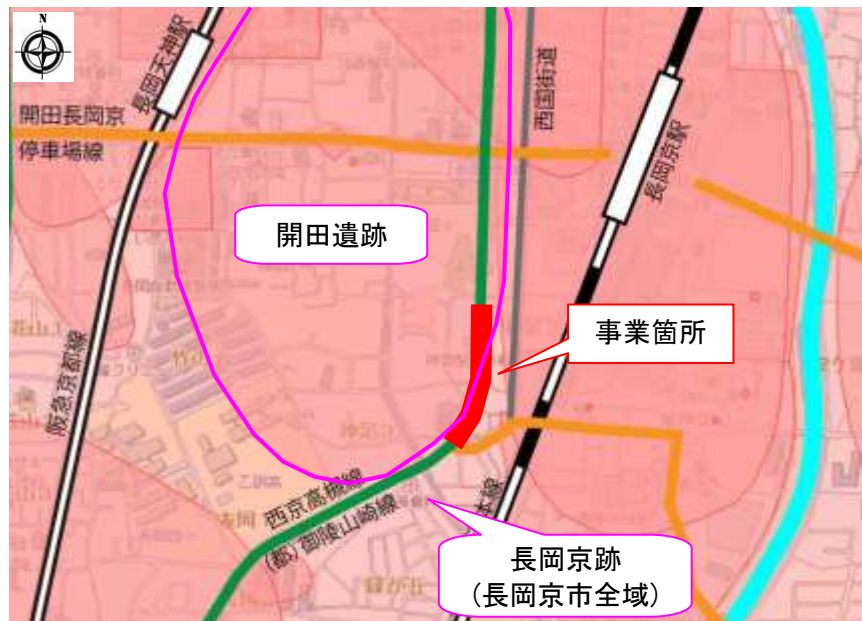 N
長岡天神駅
開田長岡京
停車場線
西国街道
長岡京駅
開田遺跡
事業箇所
阪急京都線
西京高槻線
(都)御陵山崎線
本線
長岡京跡
(長岡京市全域)